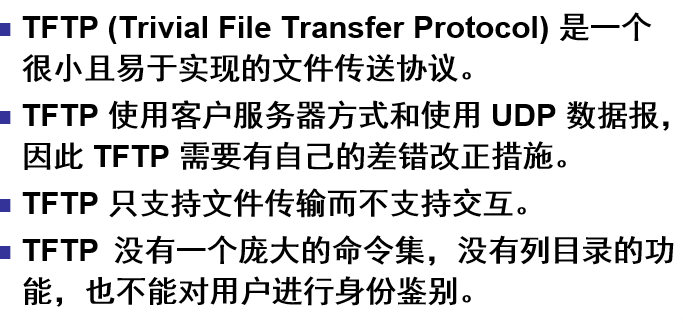 TFTP (Trivial File Transfer Protocol) 是一个
很小且易于实现的文件传送协议。
TFTP 使用客户服务器方式和使用 UDP 数据报，
因此 TFTP 需要有自己的差错改正措施。
TFTP 只支持文件传输而不支持交互。
TFTP 没有一个庞大的命令集，没有列目录的功
能，也不能对用户进行身份鉴别。